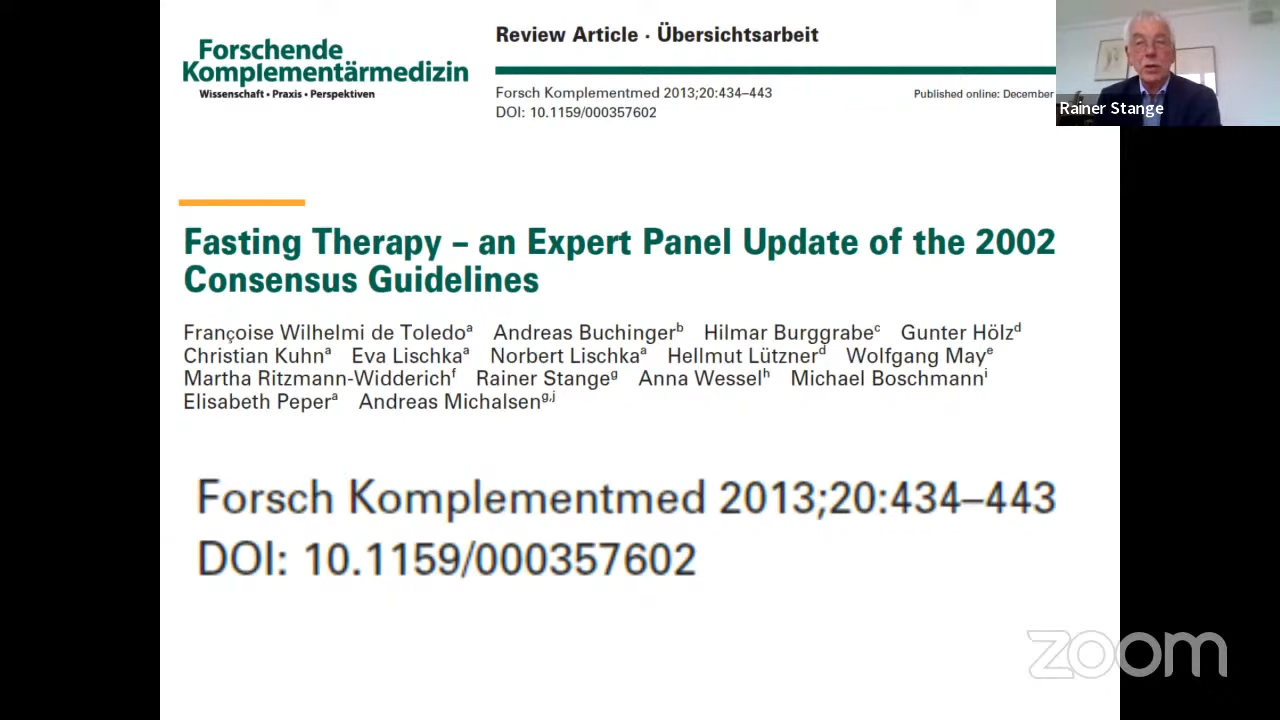 Forschende
Komplementärmedizin
Wissenschaft • Praxis • Perspektiven
Review Article · Übersichtsarbeit
Forsch Komplementmed 2013;20:434–443
DOI: 10.1159/000357602
Published online: December
Rainer Stange
Fasting Therapy – an Expert Panel Update of the 2002
Consensus Guidelines
Françoise Wilhelmi de Toledoᵃ Andreas Buchingerᵇ Hilmar Burggrabeᶜ Gunter Hölzᵈ
Christian Kuhnᵃ Eva Lischkaᵃ Norbert Lischkaᵃ Hellmut Lütznerᵈ Wolfgang Mayᵉ
Martha Ritzmann-Widderichᶠ Rainer Stangeᵍ Anna Wesselʰ Michael Boschmannⁱ
Elisabeth Peperᵃ Andreas Michalsenᵍ,ʲ
Forsch Komplementmed 2013;20:434–443
DOI: 10.1159/000357602
zoom